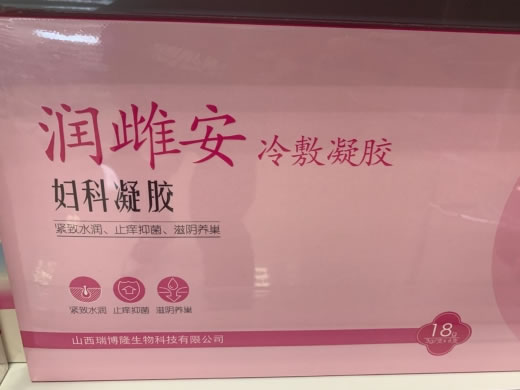 润雌安 冷敷凝胶
妇科凝胶
紧致水润、止痒抑菌、滋阴养巢
紧致水润 止痒抑菌 滋阴养巢
山西瑞博隆生物科技有限公司
18